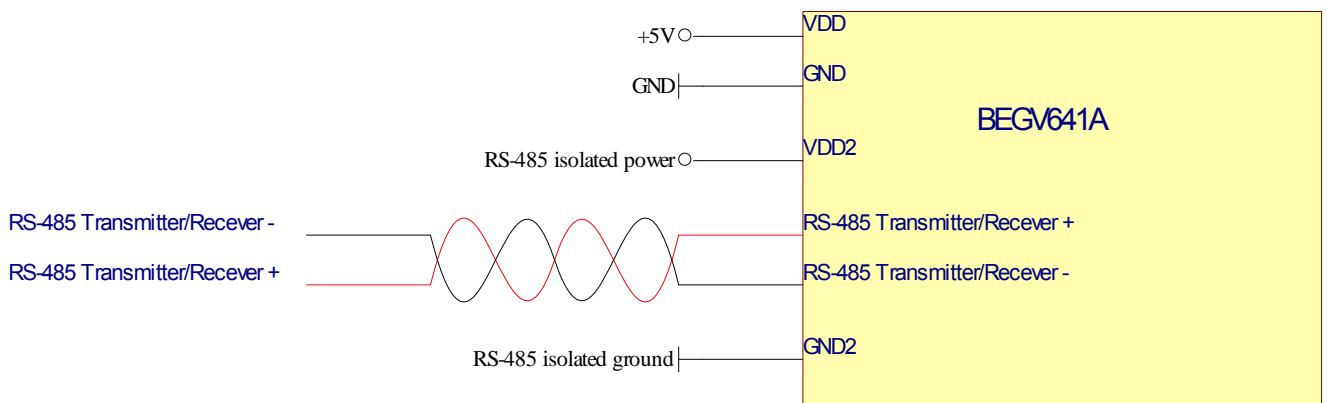 +5V
VDD
GND
GND
BEGV641A
RS-485 isolated power
VDD2
RS-485 Transmitter/Recever -
RS-485 Transmitter/Recever +
RS-485 Transmitter/Recever +
RS-485 Transmitter/Recever -
RS-485 isolated ground
GND2